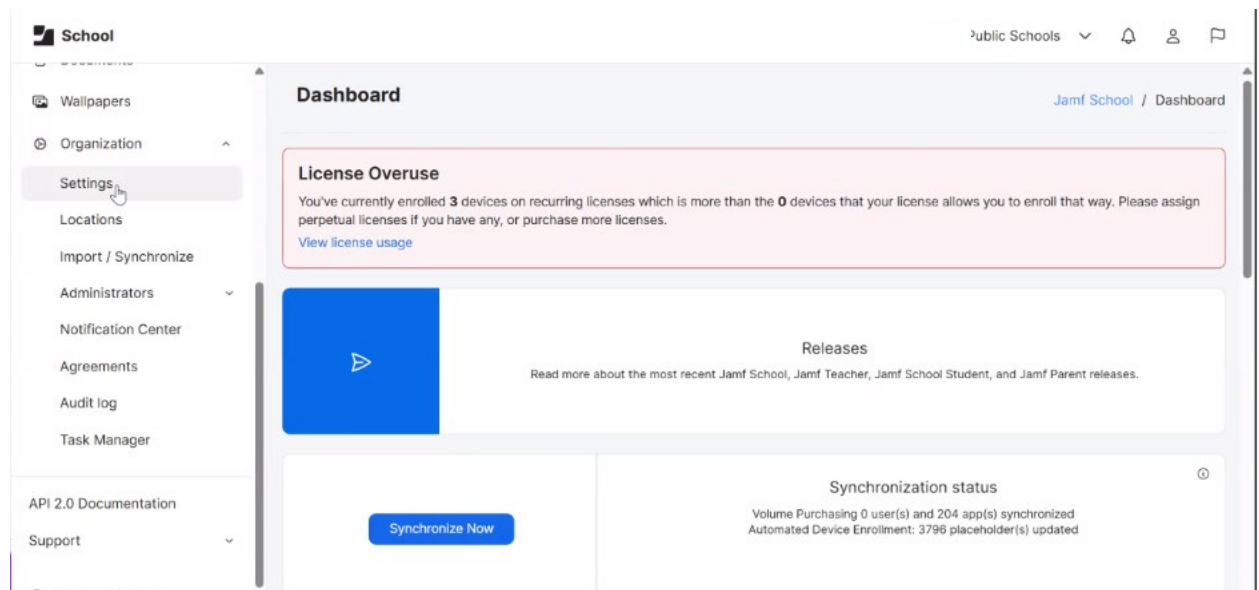 School
Public Schools
Wallpapers
Organization
Settings
Locations
Import / Synchronize
Administrators
Notification Center
Agreements
Audit log
Task Manager
API 2.0 Documentation
Support
Dashboard
Jamf School / Dashboard
License Overuse
You've currently enrolled 3 devices on recurring licenses which is more than the 0 devices that your license allows you to enroll that way. Please assign
perpetual licenses if you have any, or purchase more licenses.
View license usage
Releases
Read more about the most recent Jamf School, Jamf Teacher, Jamf School Student, and Jamf Parent releases.
Synchronize Now
Synchronization status
Volume Purchasing 0 user(s) and 204 app(s) synchronized
Automated Device Enrollment: 3796 placeholder(s) updated